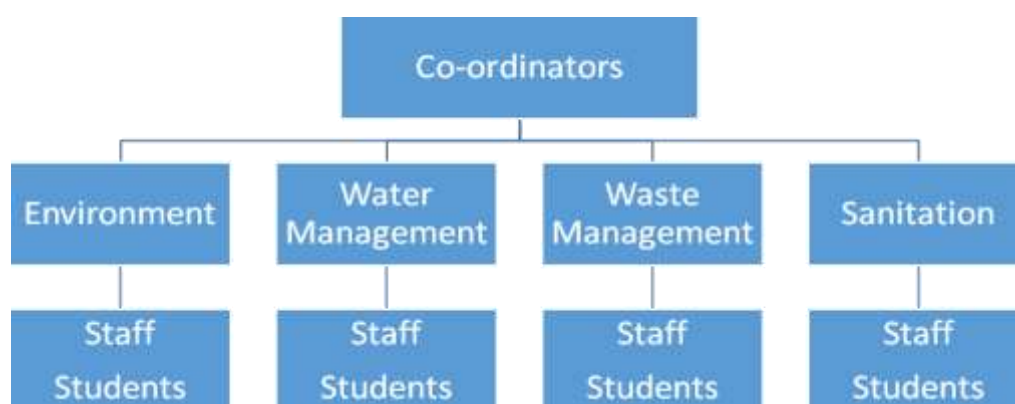 Co-ordinators
Environment
Water
Management
Waste
Management
Sanitation
Staff
Students
Staff
Students
Staff
Students
Staff
Students